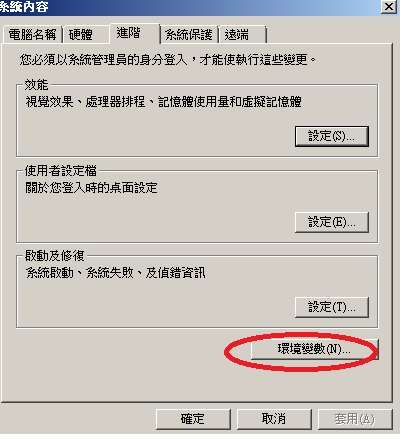 系統內容
電腦名稱 硬體 進階 系統保護 遠端
您必須以系統管理員的身分登入，才能使執行這些變更。
效能
視覺效果、處理器排程、記憶體使用量和虛擬記憶體
設定(S)...
使用者設定檔
關於您登入時的桌面設定
設定(E)...
啟動及修復
系統啟動、系統失敗、及偵錯資訊
設定(T)...
環境變數(N)...
確定 取消 套用(A)